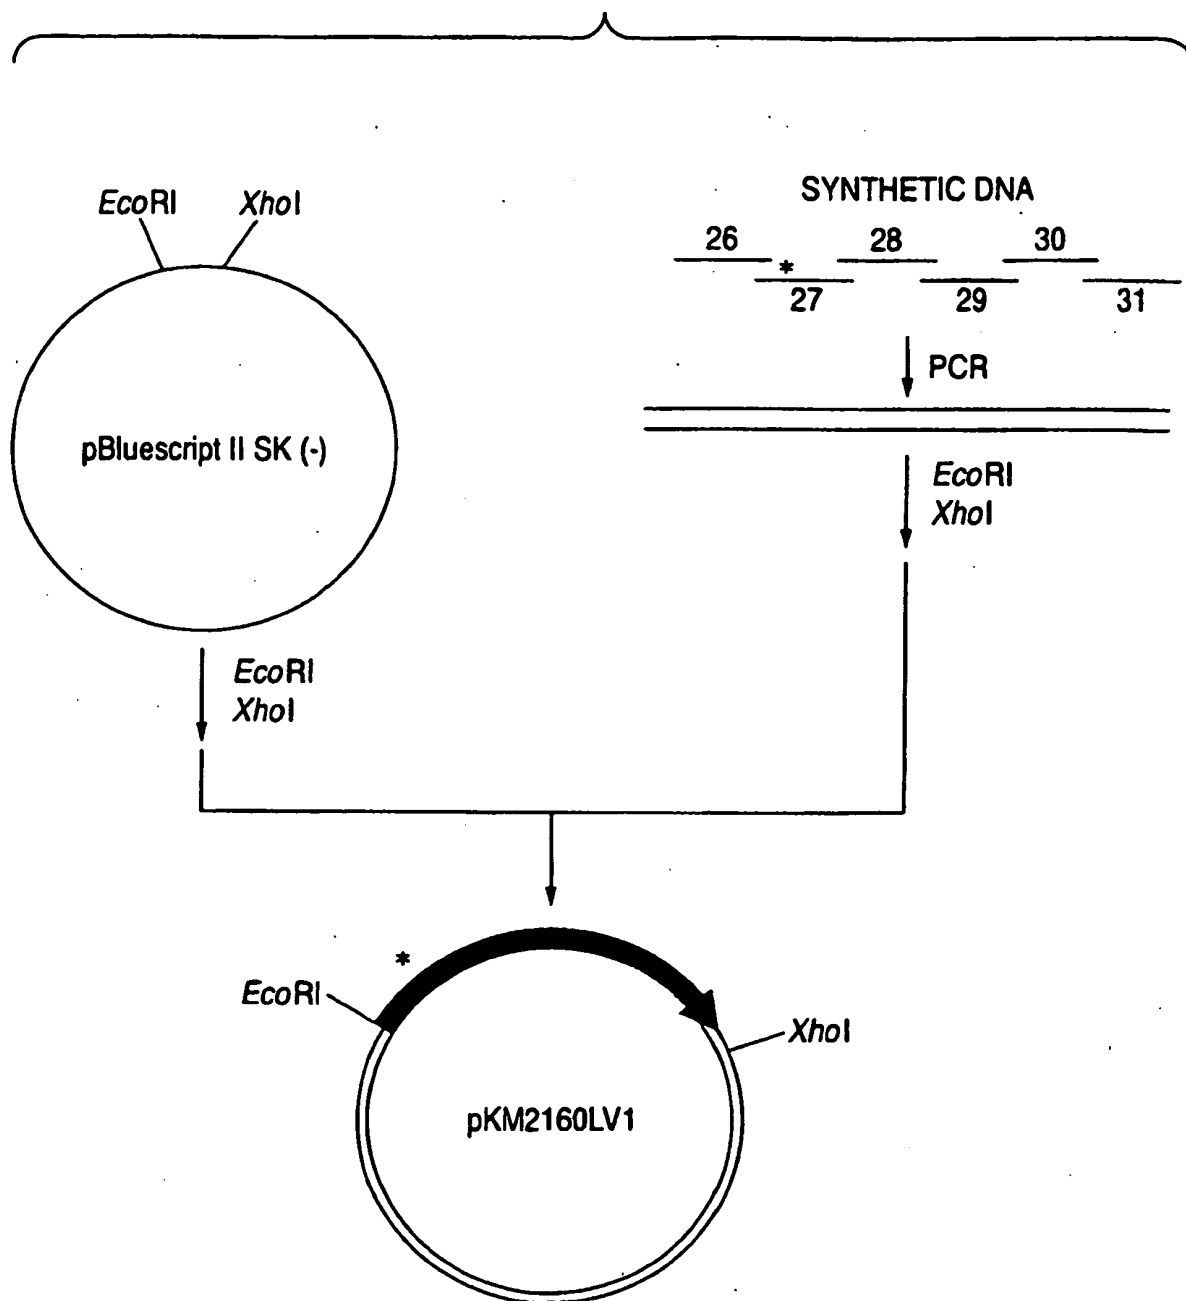 EcoRI
XhoI
SYNTHETIC DNA
26
28
30
*
27
29
31
PCR
pBluescript II SK (-)
EcoRI
XhoI
EcoRI
XhoI
*
EcoRI
XhoI
pKM2160LV1